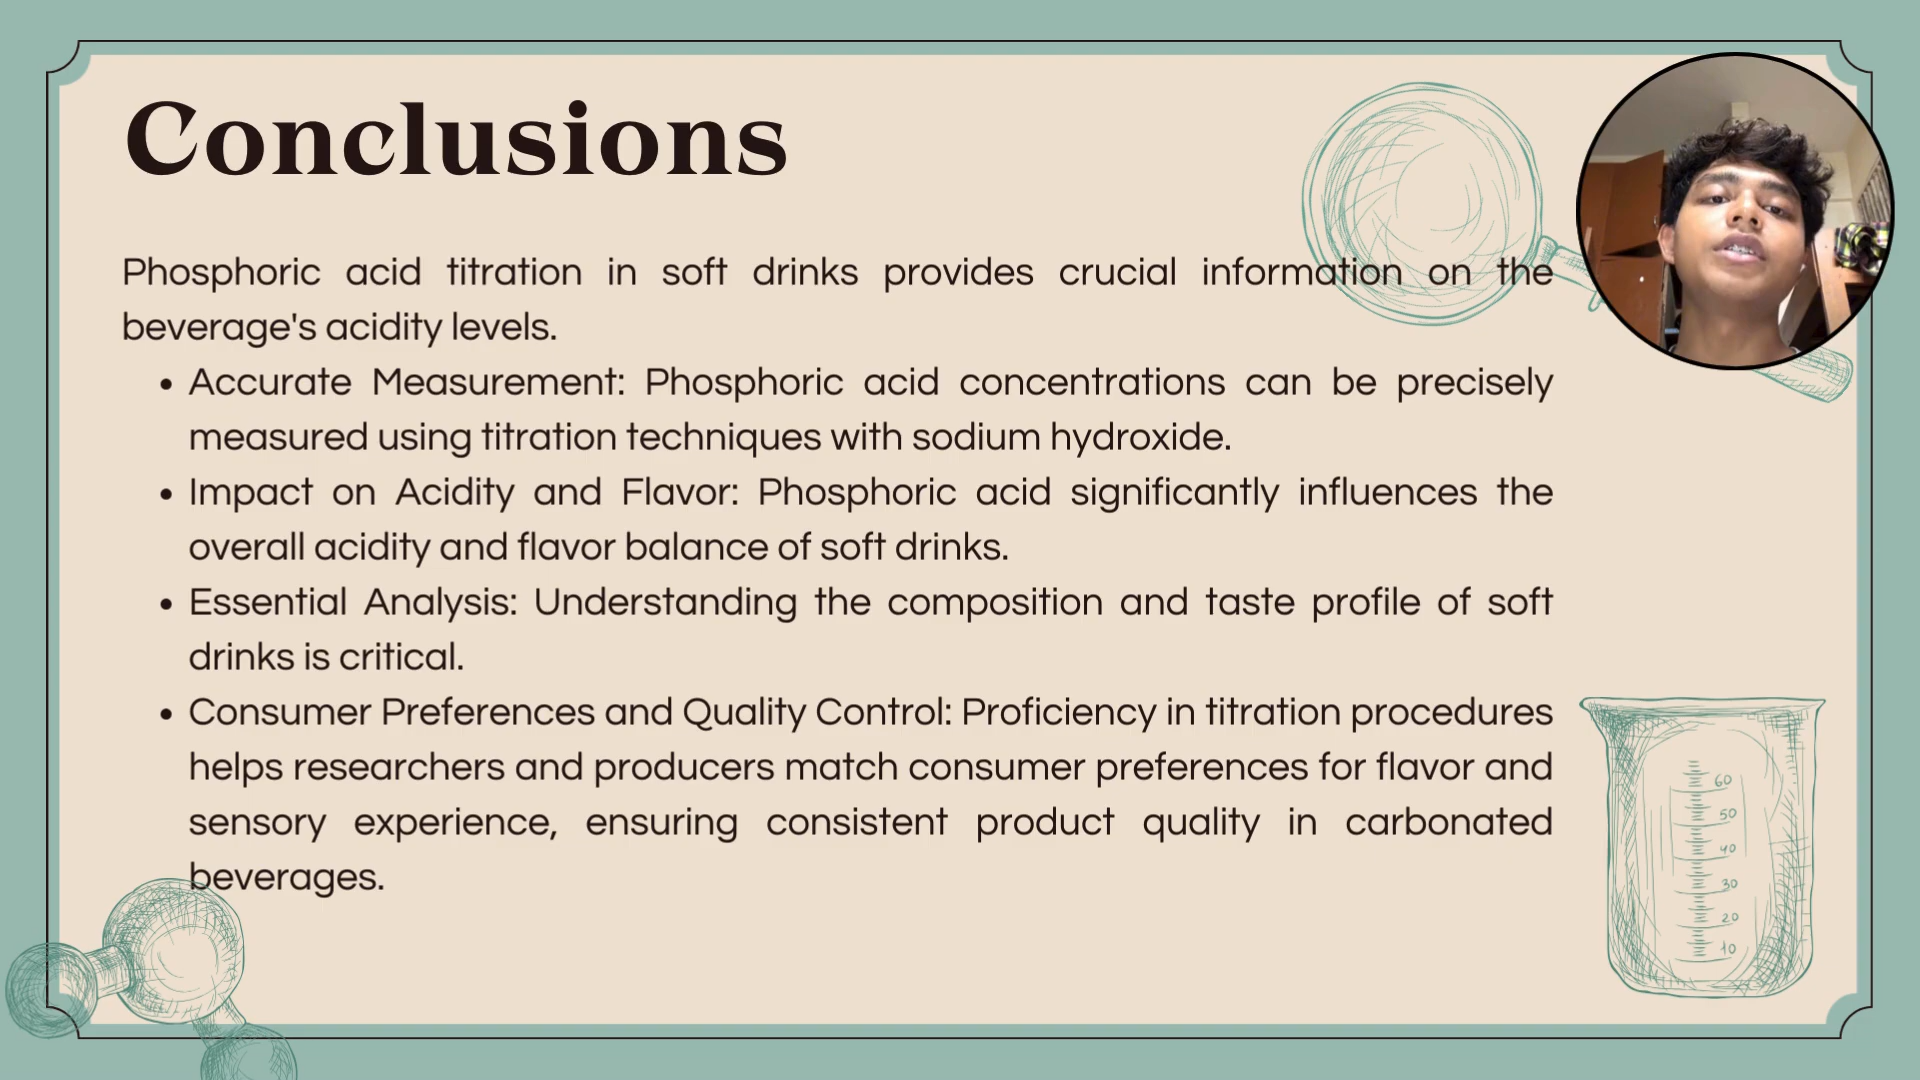 Conclusions
Phosphoric acid titration in soft drinks provides crucial information on the
beverage's acidity levels.
• Accurate Measurement: Phosphoric acid concentrations can be precisely
measured using titration techniques with sodium hydroxide.
• Impact on Acidity and Flavor: Phosphoric acid significantly influences the
overall acidity and flavor balance of soft drinks.
• Essential Analysis: Understanding the composition and taste profile of soft
drinks is critical.
• Consumer Preferences and Quality Control: Proficiency in titration procedures
helps researchers and producers match consumer preferences for flavor and
sensory experience, ensuring consistent product quality in carbonated
beverages.
60
50
40
30
20
10